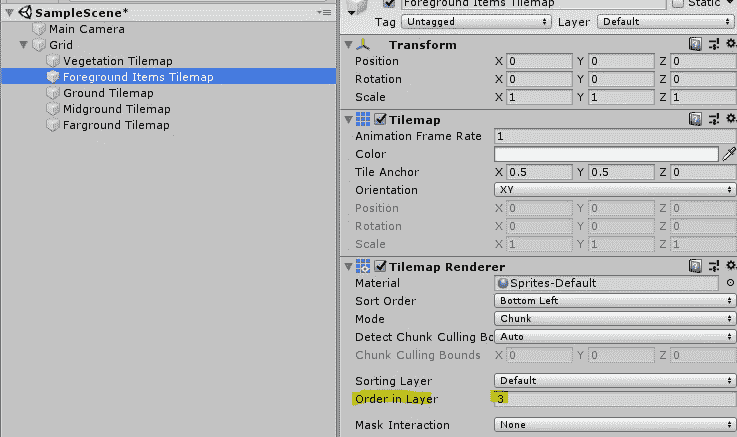 SampleScene*
Main Camera
Grid
Vegetation Tilemap
Foreground Items Tilemap
Ground Tilemap
Midground Tilemap
Farground Tilemap
Foreground Items Tilemap Static
Tag Untagged Layer Default
Transform
Position X 0 Y 0 Z 0
Rotation X 0 Y 0 Z 0
Scale X 1 Y 1 Z 1
Tilemap
Animation Frame Rate 1
Color
Tile Anchor X 0.5 Y 0.5 Z 0
Orientation XY
Position X 0 Y 0 Z 0
Rotation X 0 Y 0 Z 0
Scale X 1 Y 1 Z 1
Tilemap Renderer
Material Sprites-Default
Sort Order Bottom Left
Mode Chunk
Detect Chunk Culling Bo Auto
Chunk Culling Bounds X 0 Y 0 Z 0
Sorting Layer Default
Order in Layer 3
Mask Interaction None